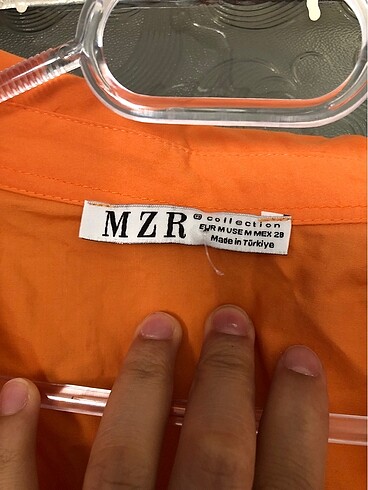 MZR collection
EUR M USE M MEX 28
Made in Türkiye